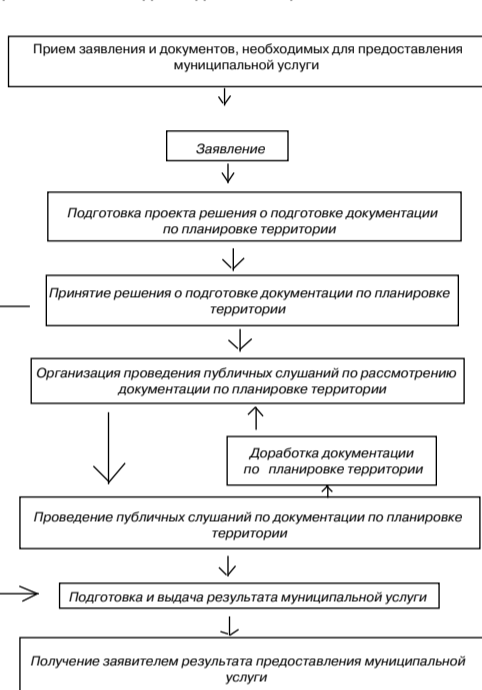 Прием заявления и документов, необходимых для предоставления
муниципальной услуги
Заявление
Подготовка проекта решения о подготовке документации
по планировке территории
Принятие решения о подготовке документации по планировке
территории
Организация проведения публичных слушаний по рассмотрению
документации по планировке территории
Доработка документации
по планировке территории
Проведение публичных слушаний по документации по планировке
территории
Подготовка и выдача результата муниципальной услуги
Получение заявителем результата предоставления муниципальной
услуги